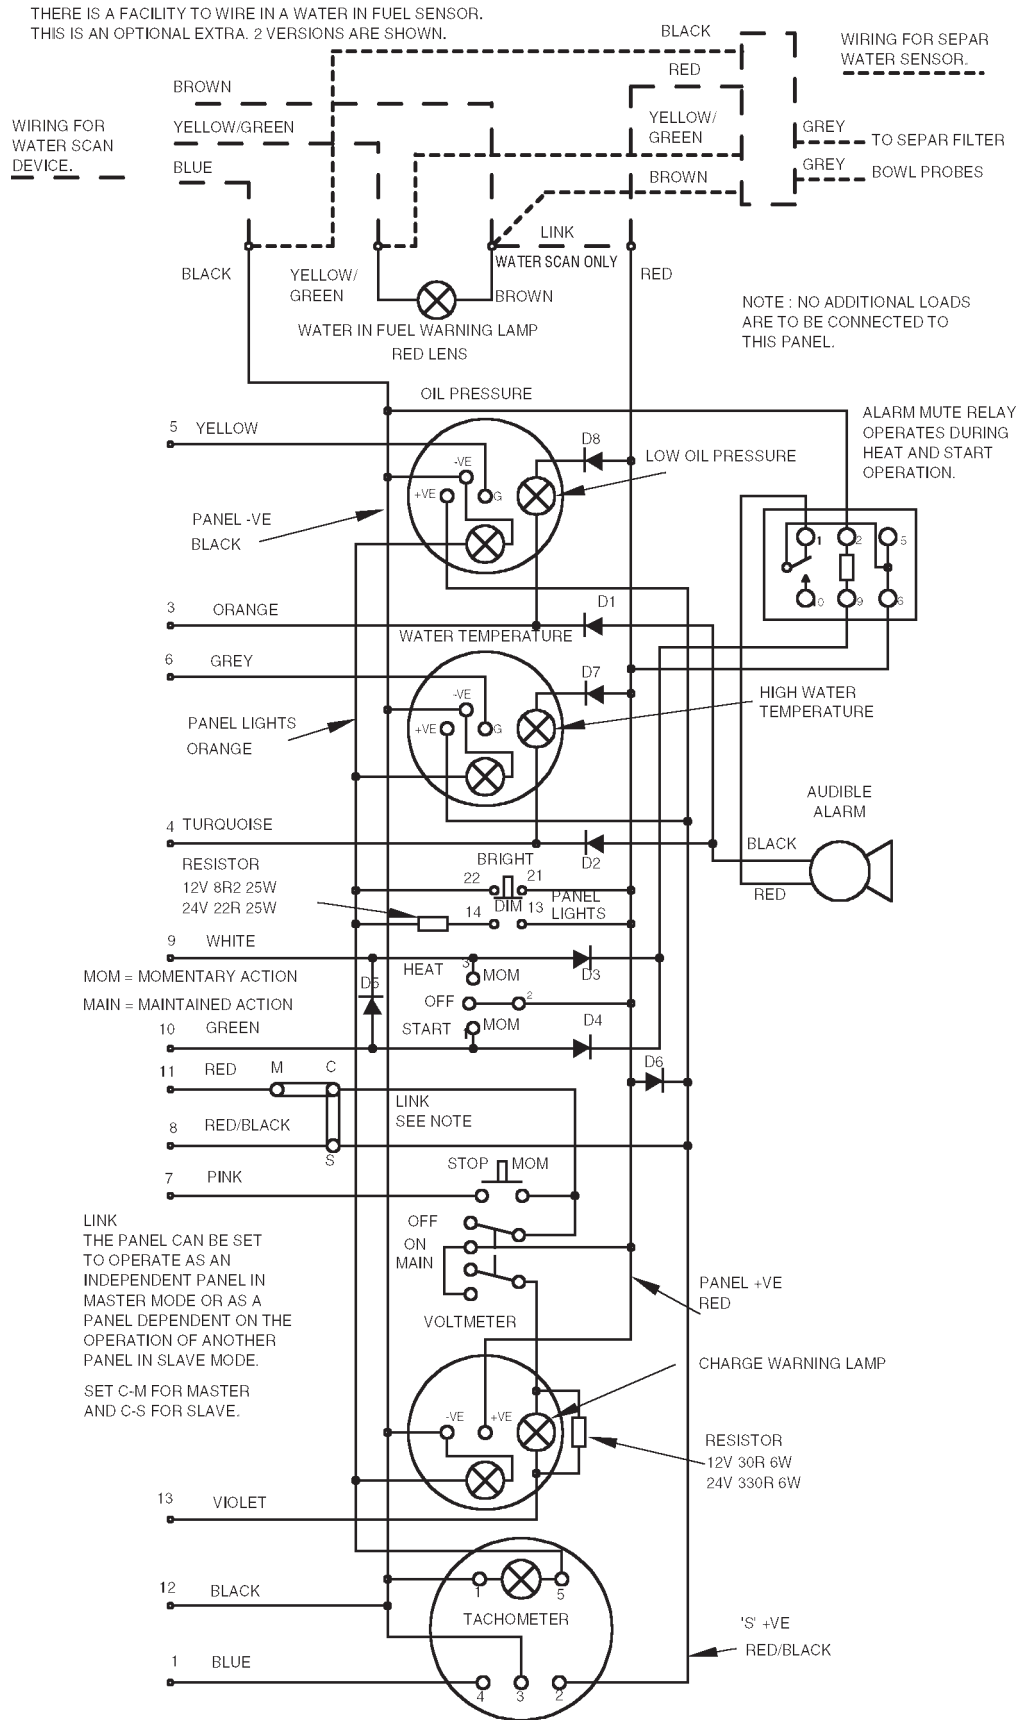 THERE IS A FACILITY TO WIRE IN A WATER IN FUEL SENSOR.
THIS IS AN OPTIONAL EXTRA. 2 VERSIONS ARE SHOWN.
BLACK
WIRING FOR SEPAR
WATER SENSOR.
RED
BROWN
YELLOW/
GREEN
WIRING FOR
WATER SCAN
DEVICE.
YELLOW/GREEN
GREY
TO SEPAR FILTER
BLUE
BROWN
GREY
BOWL PROBES
LINK
WATER SCAN ONLY
BLACK
YELLOW/
GREEN
BROWN
RED
WATER IN FUEL WARNING LAMP
RED LENS
NOTE : NO ADDITIONAL LOADS
ARE TO BE CONNECTED TO
THIS PANEL.
OIL PRESSURE
5 YELLOW
D8
LOW OIL PRESSURE
ALARM MUTE RELAY
OPERATES DURING
HEAT AND START
OPERATION.
-VE
+VE
G
PANEL -VE
BLACK
1
2
5
10
9
6
3 ORANGE
D1
WATER TEMPERATURE
6 GREY
D7
-VE
+VE
G
HIGH WATER
TEMPERATURE
PANEL LIGHTS
ORANGE
AUDIBLE
ALARM
4 TURQUOISE
BLACK
D2
RED
RESISTOR
12V 8R2 25W
24V 22R 25W
BRIGHT
22
21
DIM
14
13
PANEL
LIGHTS
9 WHITE
3
HEAT
MOM
D3
MOM = MOMENTARY ACTION
D5
MAIN = MAINTAINED ACTION
OFF
2
10 GREEN
START
1
MOM
D4
11 RED
M
C
D6
LINK
SEE NOTE
8 RED/BLACK
S
7 PINK
STOP
MOM
LINK
THE PANEL CAN BE SET
TO OPERATE AS AN
INDEPENDENT PANEL IN
MASTER MODE OR AS A
PANEL DEPENDENT ON THE
OPERATION OF ANOTHER
PANEL IN SLAVE MODE.
SET C-M FOR MASTER
AND C-S FOR SLAVE.
OFF
ON
MAIN
PANEL +VE
RED
VOLTMETER
CHARGE WARNING LAMP
-VE
+VE
RESISTOR
12V 30R 6W
24V 330R 6W
13 VIOLET
12 BLACK
1
5
TACHOMETER
'S' +VE
RED/BLACK
1 BLUE
4
3
2